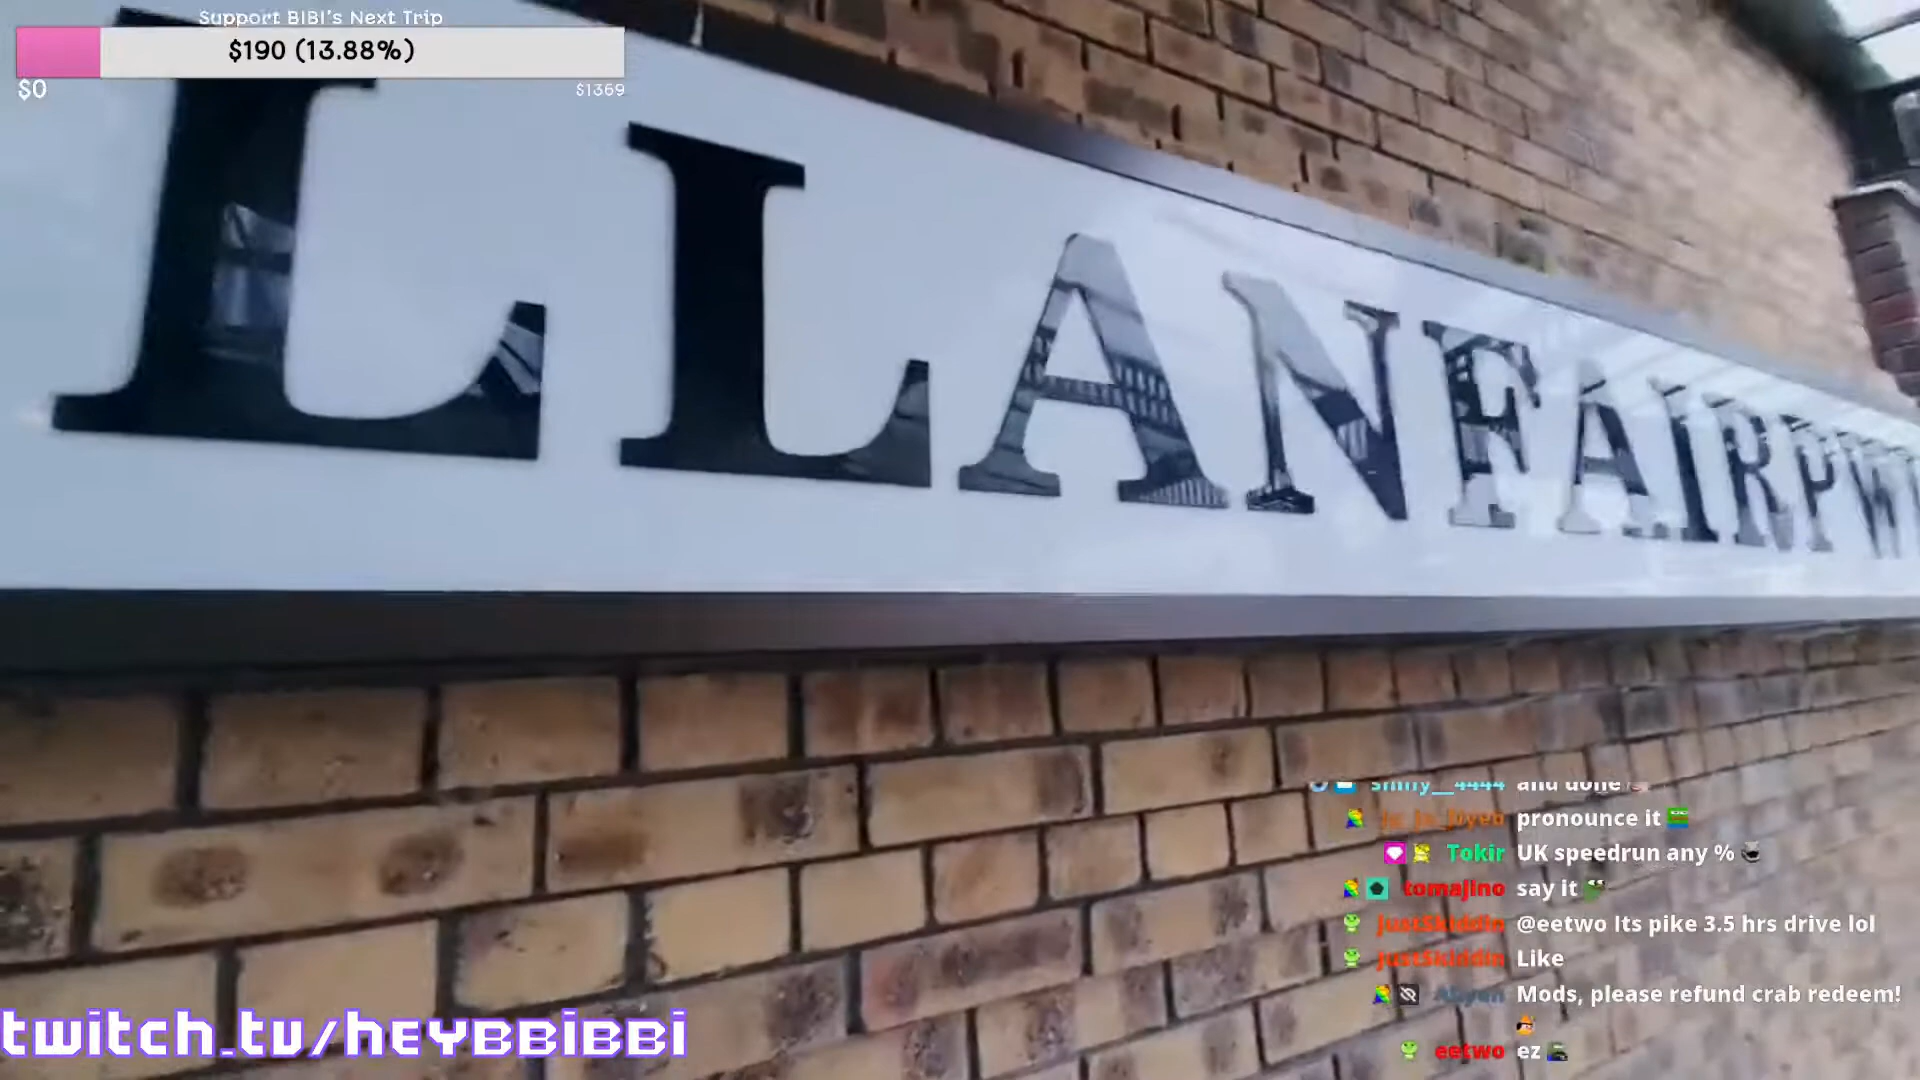 Support BIBI's Next Trip
$190 (13.88%)
$0 $1369
LLANFAIRPW
and done
pronounce it
Tokir UK speedrun any %
tomajino say it
JustSkiddin @eetwo Its pike 3.5 hrs drive lol
JustSkiddin Like
Mods, please refund crab redeem!
eetwo ez
twitch.tv/heybbibbi